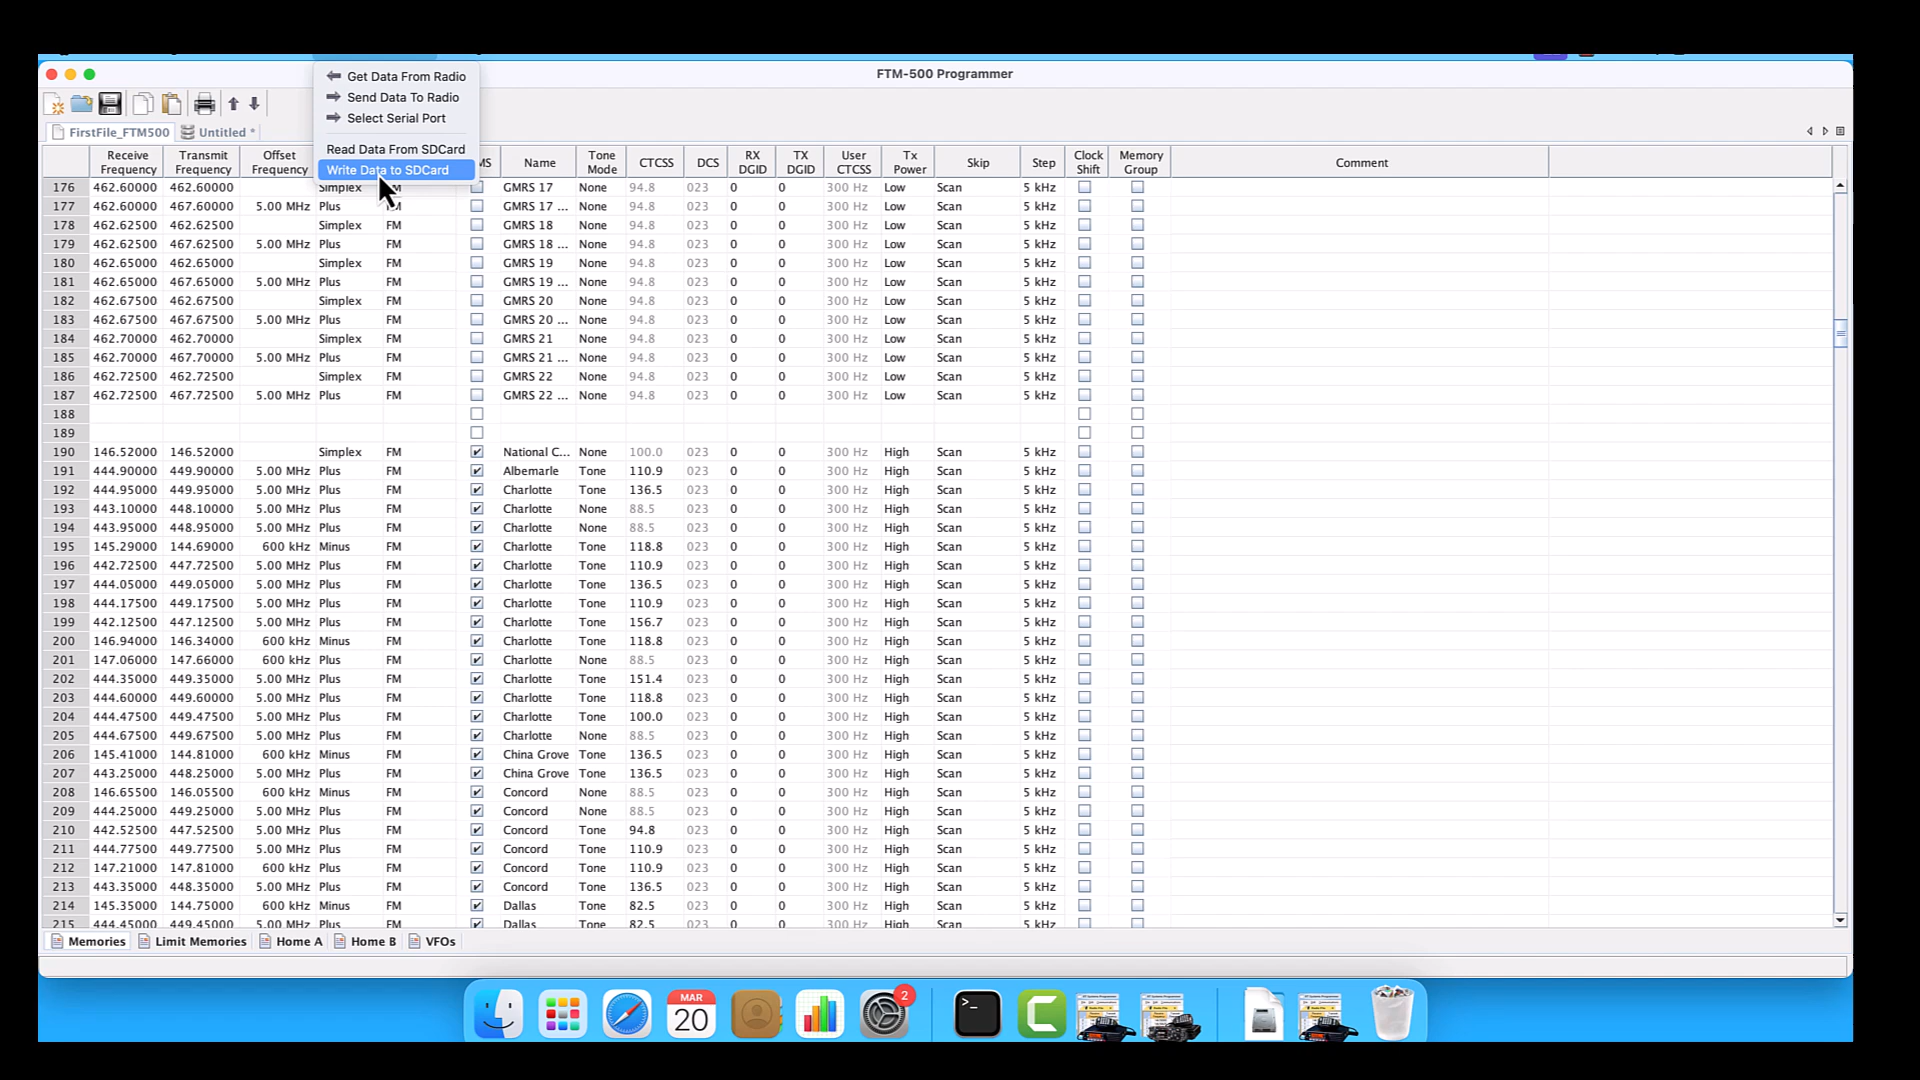 FTM-500 Programmer
Get Data From Radio
Send Data To Radio
Select Serial Port
Read Data From SDCard
Write Data to SDCard
FirstFile_FTM500 Untitled *
Receive Frequency Transmit Frequency Offset Frequency MS Name Tone Mode CTCSS DCS RX DGID TX DGID User CTCSS Tx Power Skip Step Clock Shift Memory Group Comment
176 462.60000 462.60000 Simplex GMRS 17 None 94.8 023 0 0 300 Hz Low Scan 5 kHz
177 462.60000 467.60000 5.00 MHz Plus FM GMRS 17 ... None 94.8 023 0 0 300 Hz Low Scan 5 kHz
178 462.62500 462.62500 Simplex FM GMRS 18 None 94.8 023 0 0 300 Hz Low Scan 5 kHz
179 462.62500 467.62500 5.00 MHz Plus FM GMRS 18 ... None 94.8 023 0 0 300 Hz Low Scan 5 kHz
180 462.65000 462.65000 Simplex FM GMRS 19 None 94.8 023 0 0 300 Hz Low Scan 5 kHz
181 462.65000 467.65000 5.00 MHz Plus FM GMRS 19 ... None 94.8 023 0 0 300 Hz Low Scan 5 kHz
182 462.67500 462.67500 Simplex FM GMRS 20 None 94.8 023 0 0 300 Hz Low Scan 5 kHz
183 462.67500 467.67500 5.00 MHz Plus FM GMRS 20 ... None 94.8 023 0 0 300 Hz Low Scan 5 kHz
184 462.70000 462.70000 Simplex FM GMRS 21 None 94.8 023 0 0 300 Hz Low Scan 5 kHz
185 462.70000 467.70000 5.00 MHz Plus FM GMRS 21 ... None 94.8 023 0 0 300 Hz Low Scan 5 kHz
186 462.72500 462.72500 Simplex FM GMRS 22 None 94.8 023 0 0 300 Hz Low Scan 5 kHz
187 462.72500 467.72500 5.00 MHz Plus FM GMRS 22 ... None 94.8 023 0 0 300 Hz Low Scan 5 kHz
188
189
190 146.52000 146.52000 Simplex FM National C... None 100.0 023 0 0 300 Hz High Scan 5 kHz
191 444.90000 449.90000 5.00 MHz Plus FM Albemarle Tone 110.9 023 0 0 300 Hz High Scan 5 kHz
192 444.95000 449.95000 5.00 MHz Plus FM Charlotte Tone 136.5 023 0 0 300 Hz High Scan 5 kHz
193 443.10000 448.10000 5.00 MHz Plus FM Charlotte None 88.5 023 0 0 300 Hz High Scan 5 kHz
194 443.95000 448.95000 5.00 MHz Plus FM Charlotte None 88.5 023 0 0 300 Hz High Scan 5 kHz
195 145.29000 144.69000 600 kHz Minus FM Charlotte Tone 118.8 023 0 0 300 Hz High Scan 5 kHz
196 442.72500 447.72500 5.00 MHz Plus FM Charlotte Tone 110.9 023 0 0 300 Hz High Scan 5 kHz
197 444.05000 449.05000 5.00 MHz Plus FM Charlotte Tone 136.5 023 0 0 300 Hz High Scan 5 kHz
198 444.17500 449.17500 5.00 MHz Plus FM Charlotte Tone 110.9 023 0 0 300 Hz High Scan 5 kHz
199 442.12500 447.12500 5.00 MHz Plus FM Charlotte Tone 156.7 023 0 0 300 Hz High Scan 5 kHz
200 146.94000 146.34000 600 kHz Minus FM Charlotte Tone 118.8 023 0 0 300 Hz High Scan 5 kHz
201 147.06000 147.66000 600 kHz Plus FM Charlotte None 88.5 023 0 0 300 Hz High Scan 5 kHz
202 444.35000 449.35000 5.00 MHz Plus FM Charlotte Tone 151.4 023 0 0 300 Hz High Scan 5 kHz
203 444.60000 449.60000 5.00 MHz Plus FM Charlotte Tone 118.8 023 0 0 300 Hz High Scan 5 kHz
204 444.47500 449.47500 5.00 MHz Plus FM Charlotte Tone 100.0 023 0 0 300 Hz High Scan 5 kHz
205 444.67500 449.67500 5.00 MHz Plus FM Charlotte None 88.5 023 0 0 300 Hz High Scan 5 kHz
206 145.41000 144.81000 600 kHz Minus FM China Grove Tone 136.5 023 0 0 300 Hz High Scan 5 kHz
207 443.25000 448.25000 5.00 MHz Plus FM China Grove Tone 136.5 023 0 0 300 Hz High Scan 5 kHz
208 146.65500 146.05500 600 kHz Minus FM Concord None 88.5 023 0 0 300 Hz High Scan 5 kHz
209 444.25000 449.25000 5.00 MHz Plus FM Concord None 88.5 023 0 0 300 Hz High Scan 5 kHz
210 442.52500 447.52500 5.00 MHz Plus FM Concord Tone 94.8 023 0 0 300 Hz High Scan 5 kHz
211 444.77500 449.77500 5.00 MHz Plus FM Concord Tone 110.9 023 0 0 300 Hz High Scan 5 kHz
212 147.21000 147.81000 600 kHz Plus FM Concord Tone 110.9 023 0 0 300 Hz High Scan 5 kHz
213 443.35000 448.35000 5.00 MHz Plus FM Concord Tone 136.5 023 0 0 300 Hz High Scan 5 kHz
214 145.35000 144.75000 600 kHz Minus FM Dallas Tone 82.5 023 0 0 300 Hz High Scan 5 kHz
215 444.45000 449.45000 5.00 MHz Plus FM Dallas Tone 82.5 023 0 0 300 Hz High Scan 5 kHz
Memories Limit Memories Home A Home B VFOs
MAR
20
2
>_